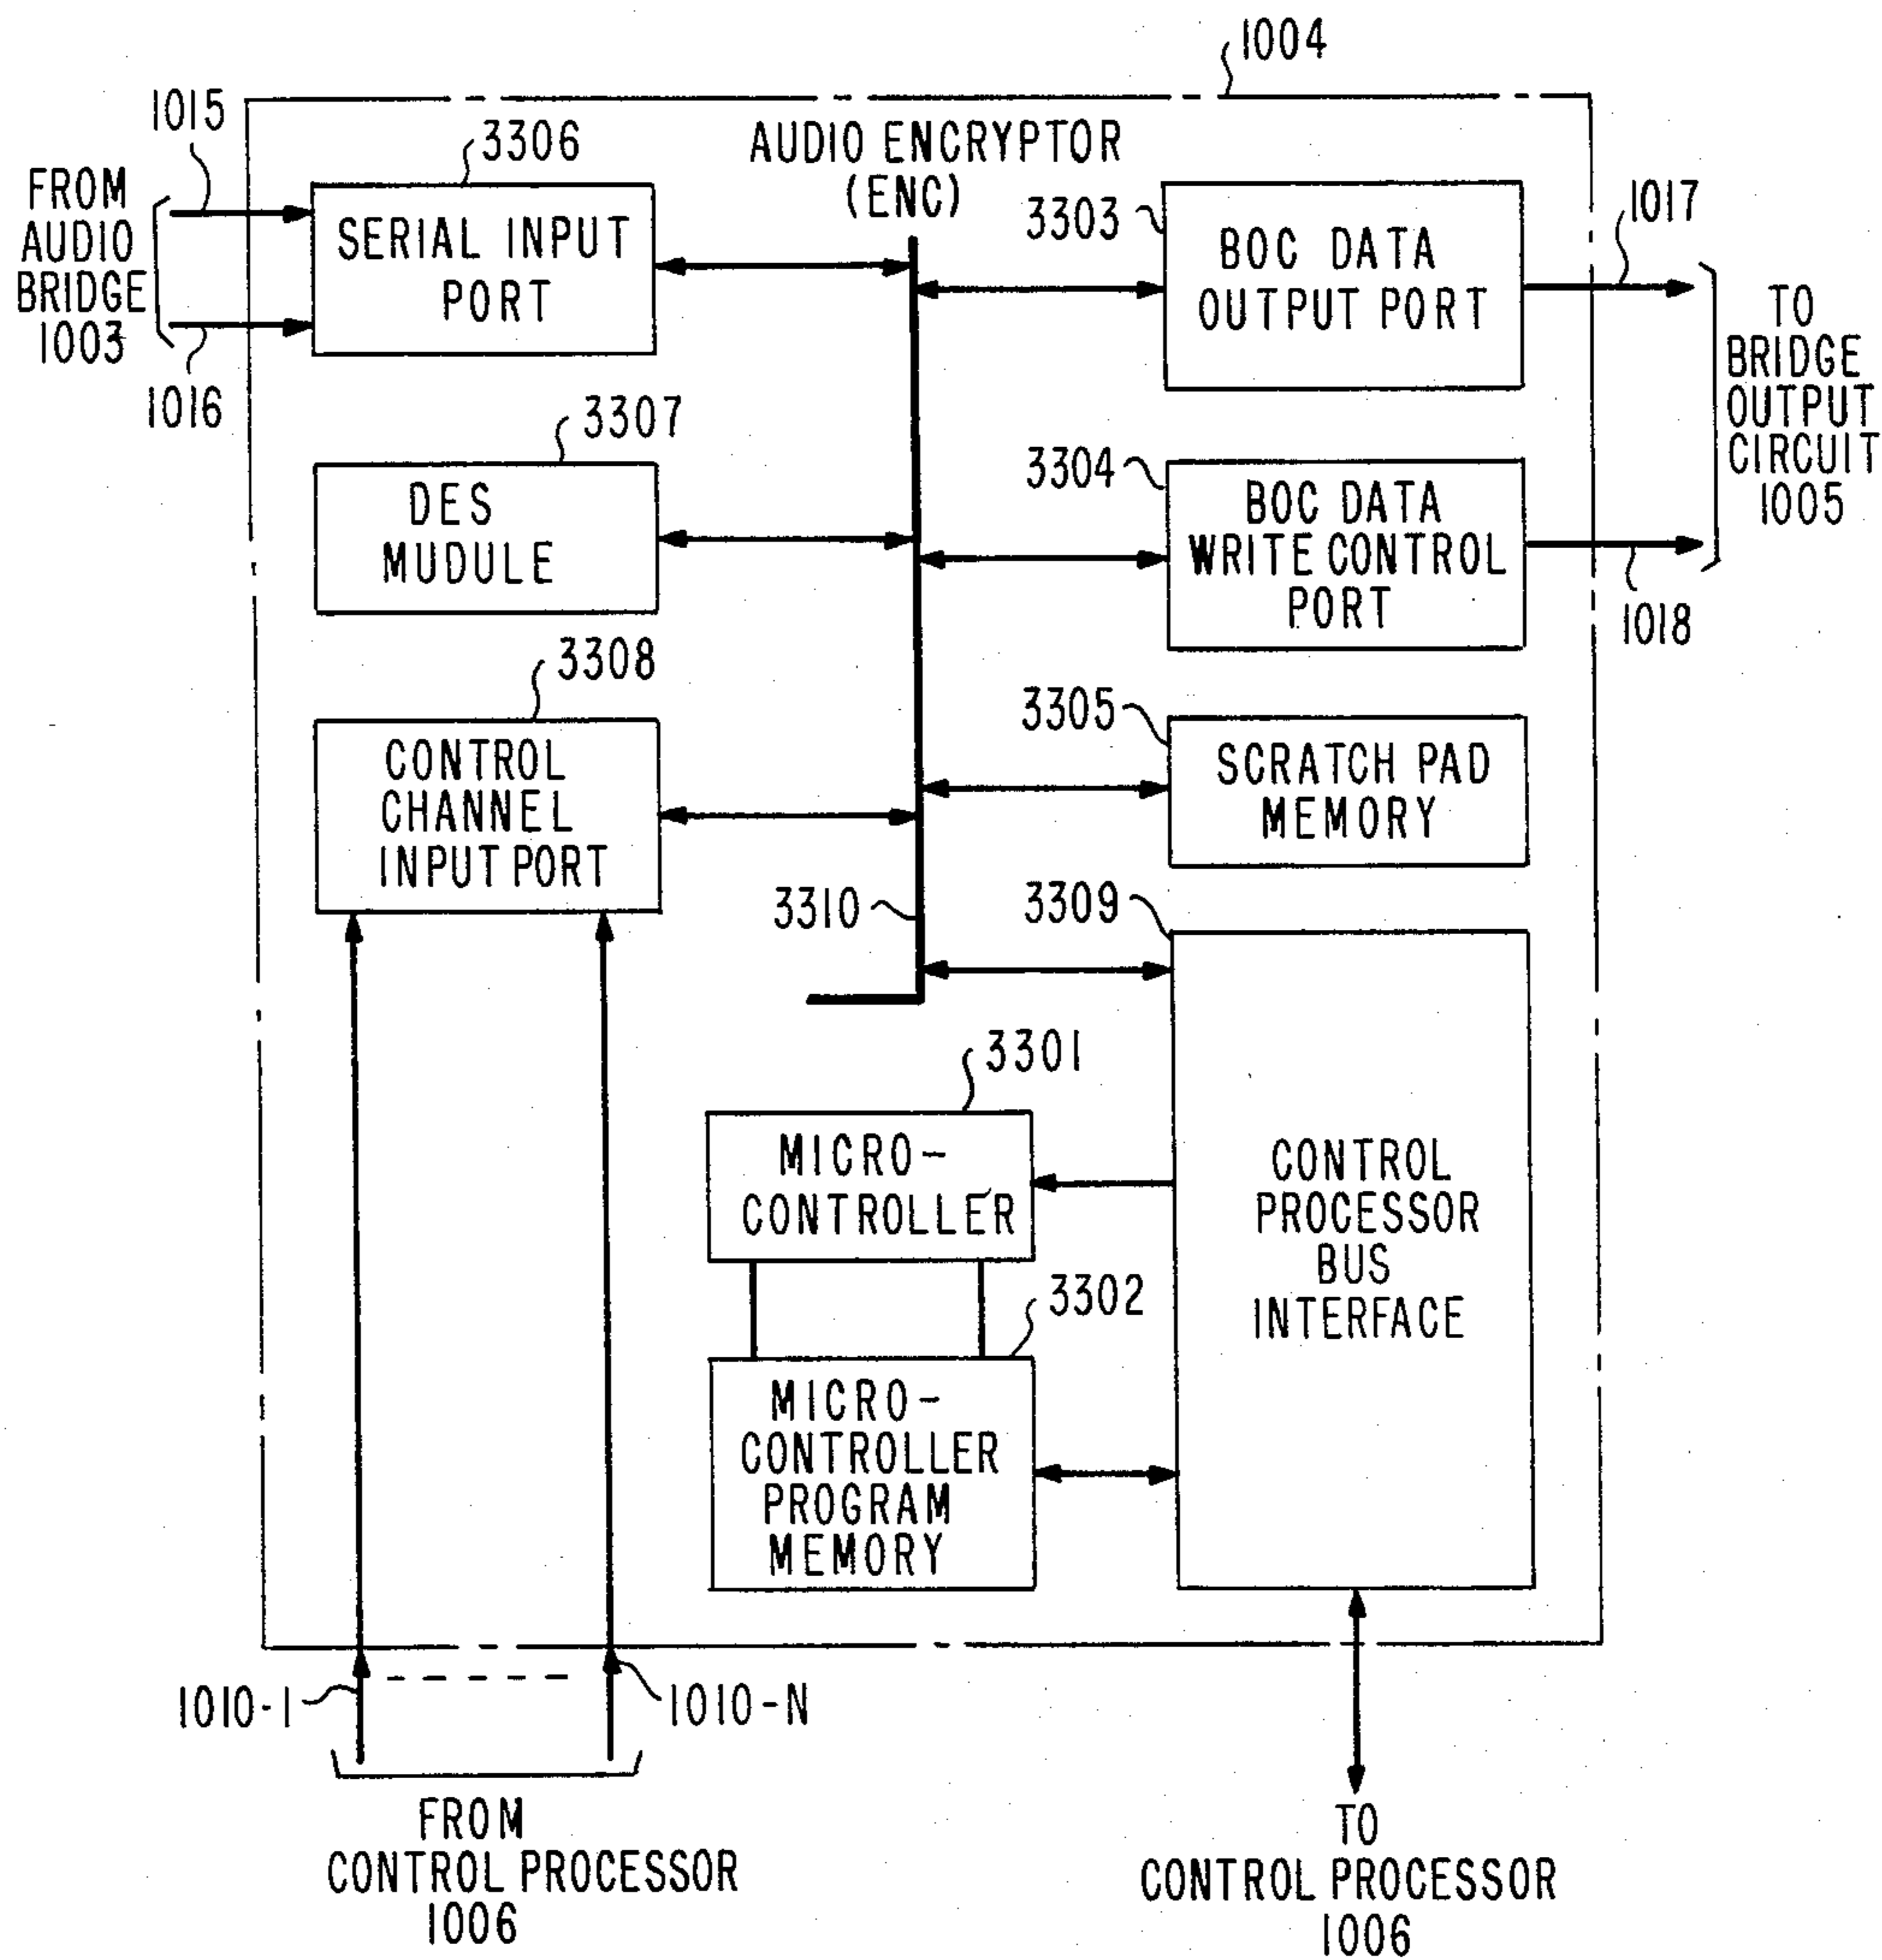 1004
1015
FROM
AUDIO
BRIDGE
1003
1016
3306
SERIAL INPUT
PORT
AUDIO ENCRYPTOR
(ENC)
3303
BOC DATA
OUTPUT PORT
1017
TO
BRIDGE
OUTPUT
CIRCUIT
1005
3307
DES
MUDULE
3304
BOC DATA
WRITE CONTROL
PORT
1018
3308
CONTROL
CHANNEL
INPUT PORT
3305
SCRATCH PAD
MEMORY
3310
3309
CONTROL
PROCESSOR
BUS
INTERFACE
3301
MICRO-
CONTROLLER
3302
MICRO-
CONTROLLER
PROGRAM
MEMORY
1010-1
1010-N
FROM
CONTROL PROCESSOR
1006
TO
CONTROL PROCESSOR
1006